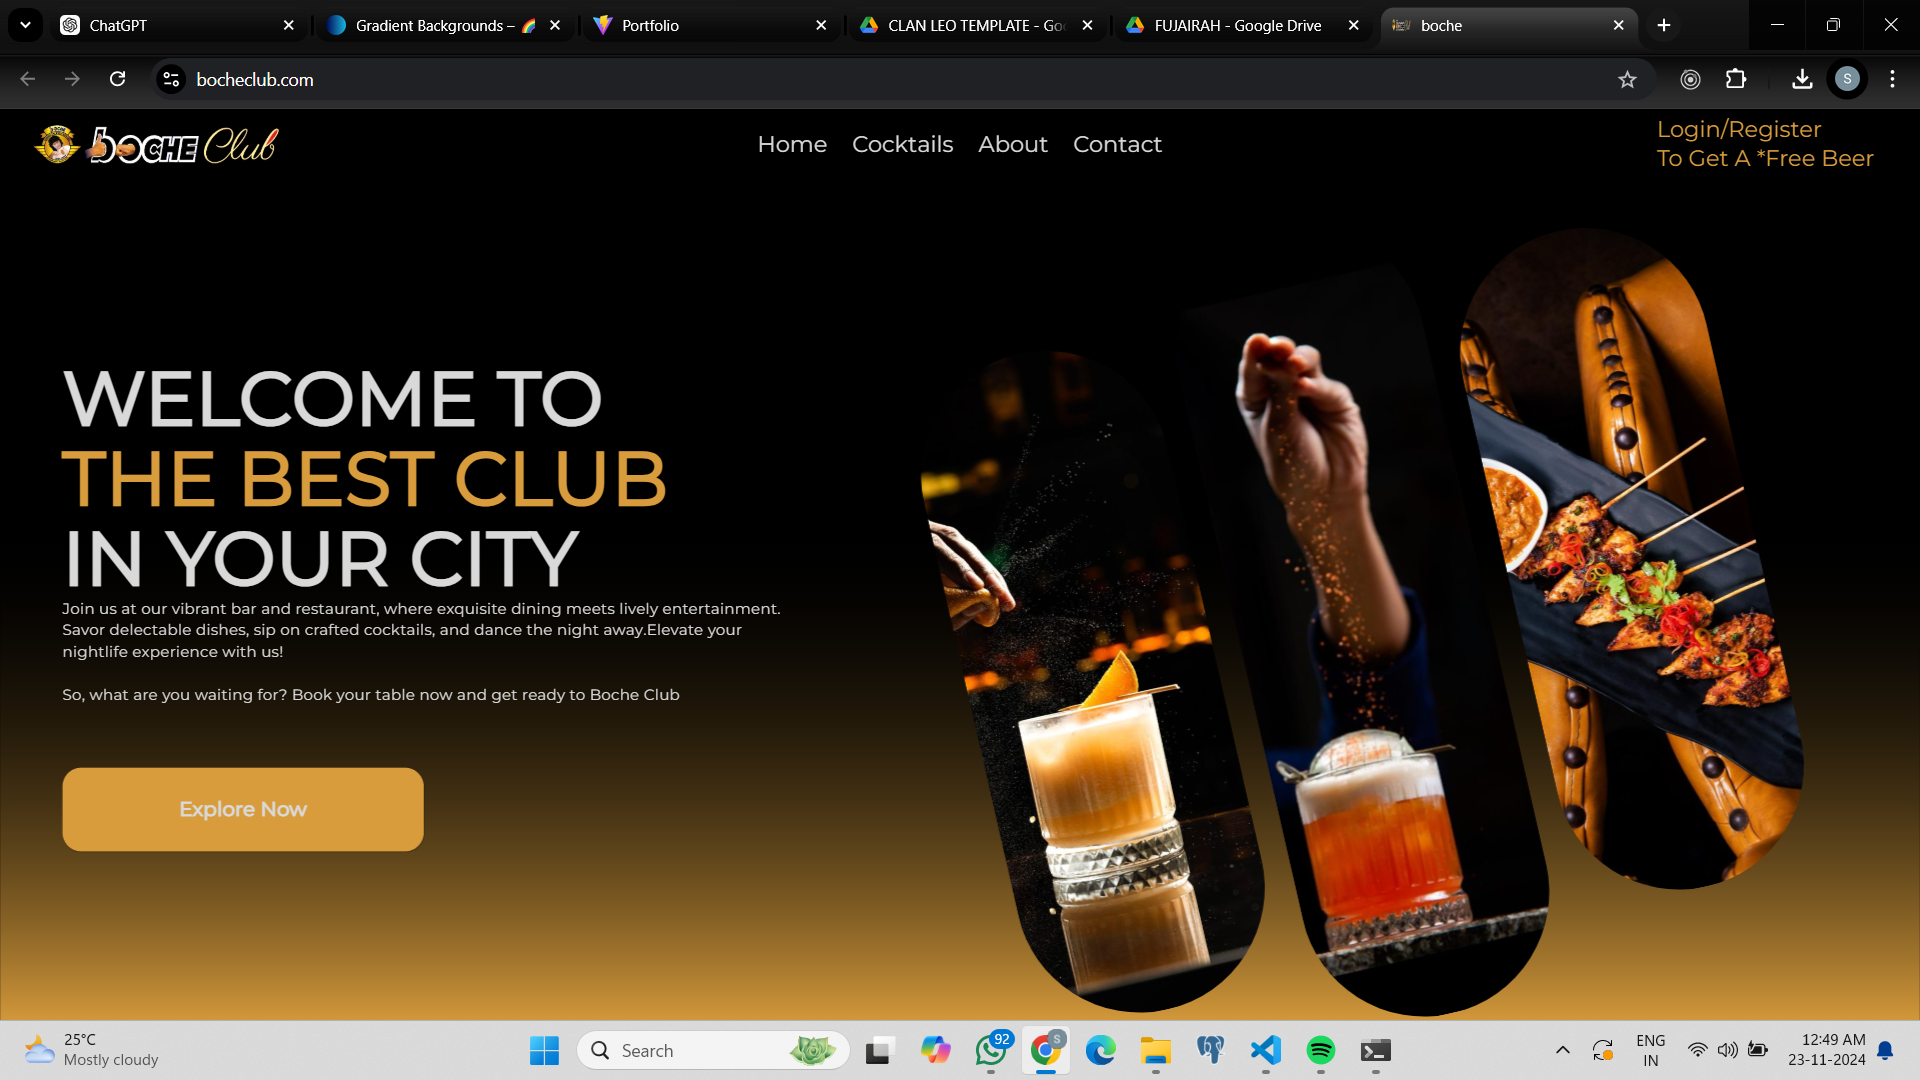 ChatGPT
Gradient Backgrounds –
Portfolio
CLAN LEO TEMPLATE - Goo
FUJAIRAH - Google Drive
boche
bocheclub.com
S
boche Club
Home
Cocktails
About
Contact
Login/Register
To Get A *Free Beer
WELCOME TO
THE BEST CLUB
IN YOUR CITY
Join us at our vibrant bar and restaurant, where exquisite dining meets lively entertainment.
Savor delectable dishes, sip on crafted cocktails, and dance the night away.Elevate your
nightlife experience with us!
So, what are you waiting for? Book your table now and get ready to Boche Club
Explore Now
25°C
Mostly cloudy
Search
92
S
ENG
IN
12:49 AM
23-11-2024